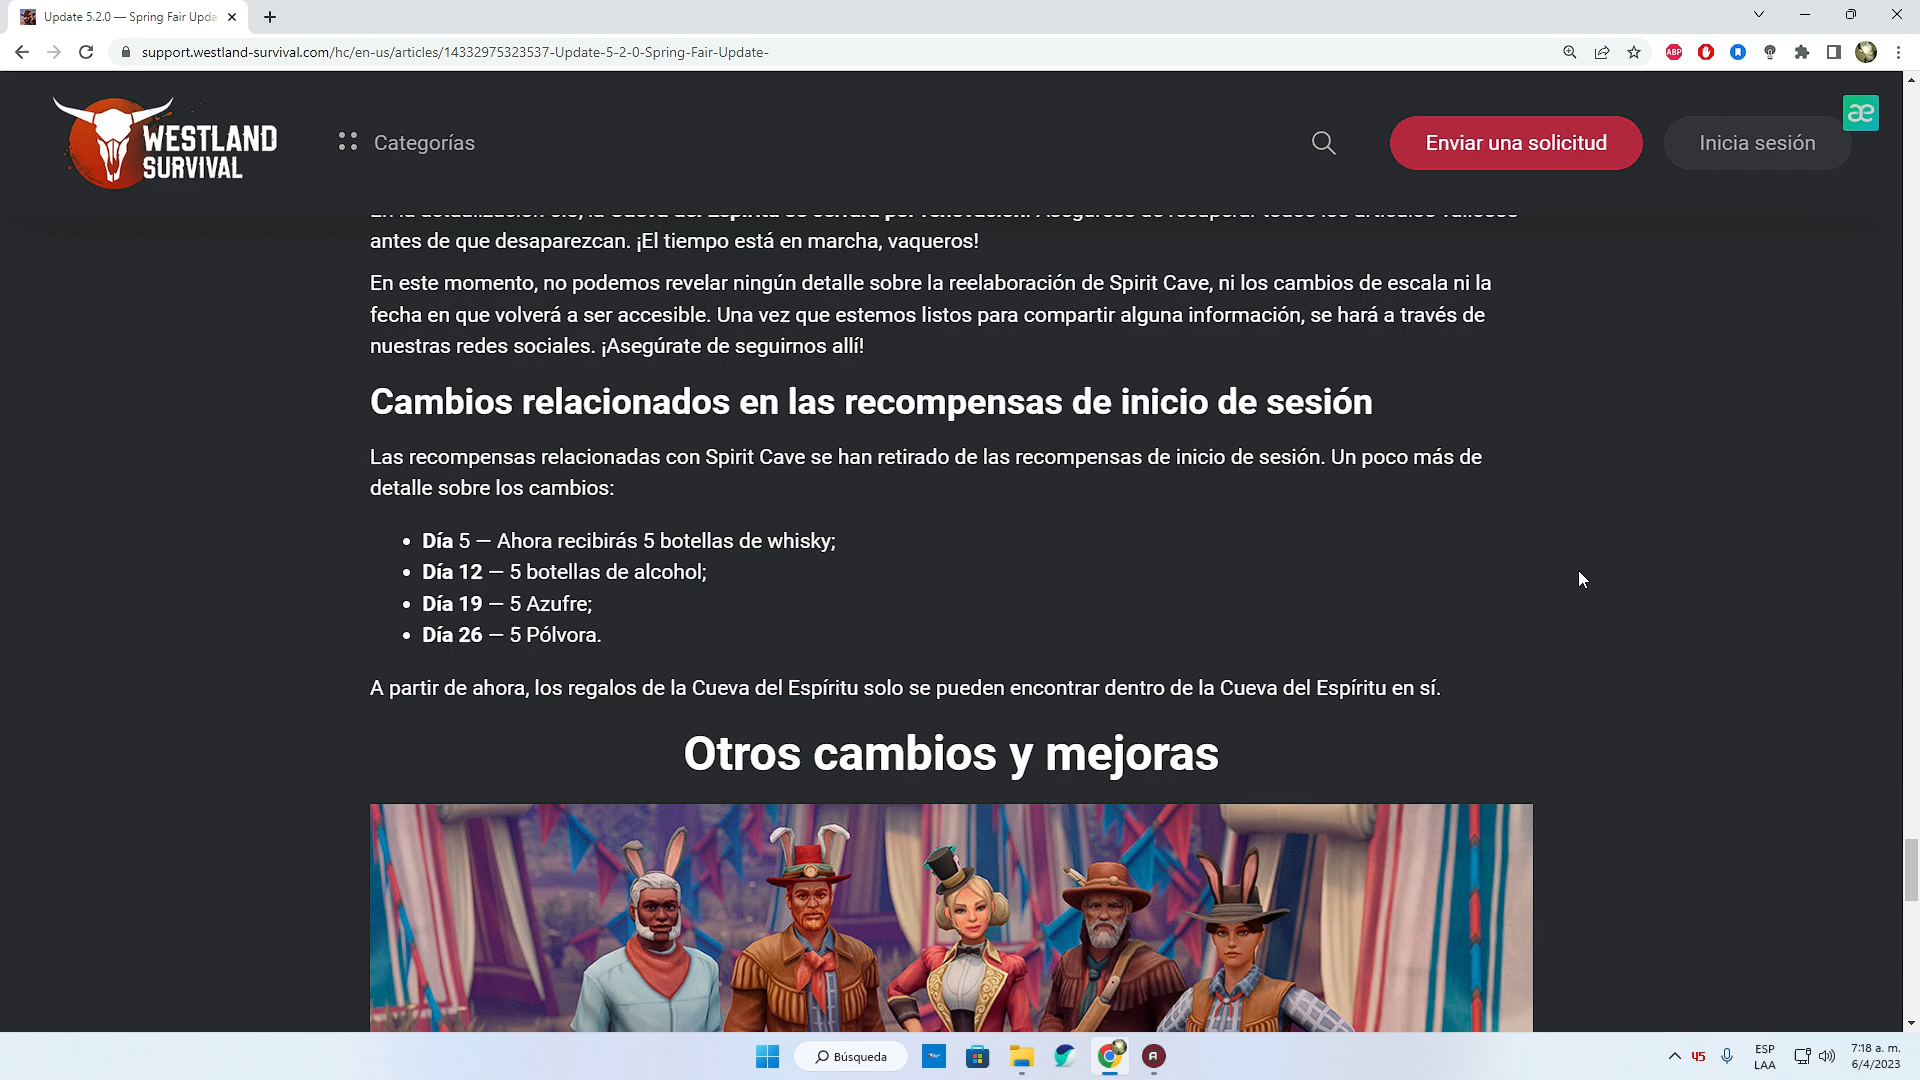 Update 5.2.0 — Spring Fair Upda
support.westland-survival.com/hc/en-us/articles/14332975323537-Update-5-2-0-Spring-Fair-Update-
ABP
WESTLAND
SURVIVAL
Categorías
Enviar una solicitud
Inicia sesión
æ
antes de que desaparezcan. ¡El tiempo está en marcha, vaqueros!
En este momento, no podemos revelar ningún detalle sobre la reelaboración de Spirit Cave, ni los cambios de escala ni la
fecha en que volverá a ser accesible. Una vez que estemos listos para compartir alguna información, se hará a través de
nuestras redes sociales. ¡Asegúrate de seguirnos allí!
Cambios relacionados en las recompensas de inicio de sesión
Las recompensas relacionadas con Spirit Cave se han retirado de las recompensas de inicio de sesión. Un poco más de
detalle sobre los cambios:
• Día 5 — Ahora recibirás 5 botellas de whisky;
• Día 12 — 5 botellas de alcohol;
• Día 19 — 5 Azufre;
• Día 26 — 5 Pólvora.
A partir de ahora, los regalos de la Cueva del Espíritu solo se pueden encontrar dentro de la Cueva del Espíritu en sí.
Otros cambios y mejoras
Búsqueda
45
ESP
LAA
7:18 a. m.
6/4/2023